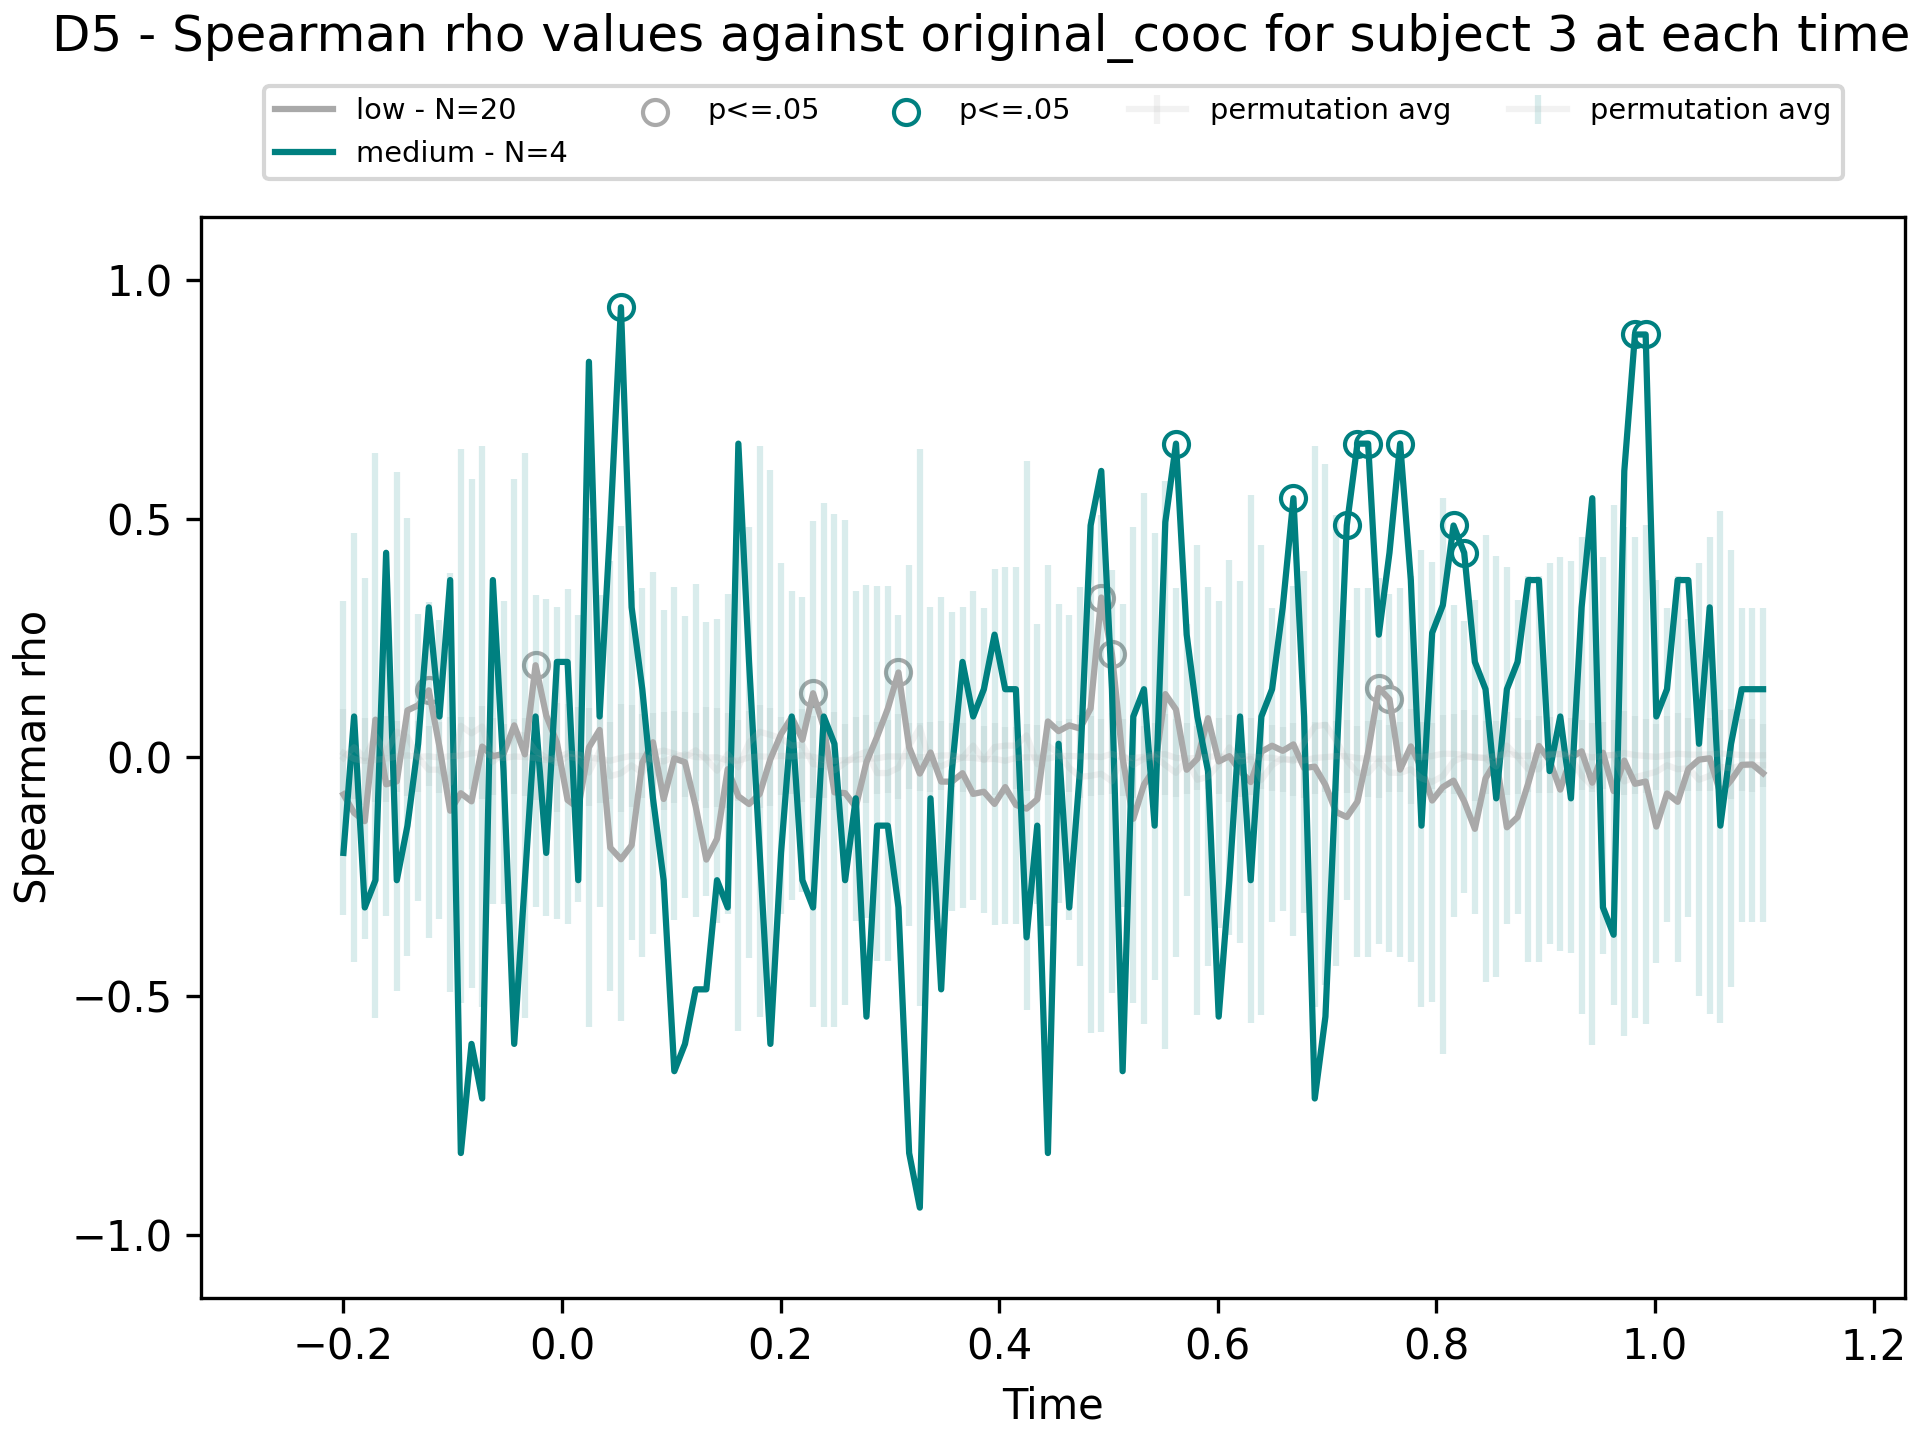 D5 - Spearman rho values against original_cooc for subject 3 at each time
low - N=20
medium - N=4
p<=.05
p<=.05
permutation avg
permutation avg
1.0
0.5
0.0
−0.5
−1.0
Spearman rho
−0.2
0.0
0.2
0.4
0.6
0.8
1.0
1.2
Time